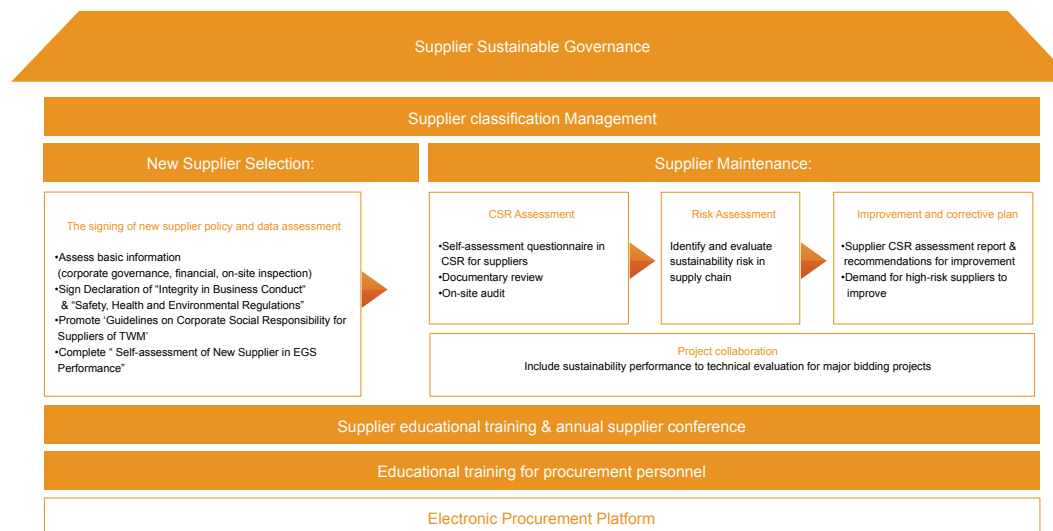 Supplier Sustainable Governance
Supplier classification Management
New Supplier Selection:
The signing of new supplier policy and data assessment
•Assess basic information
(corporate governance, financial, on-site inspection)
•Sign Declaration of “Integrity in Business Conduct“
& “Safety, Health and Environmental Regulations”
•Promote ‘Guidelines on Corporate Social Responsibility for
Suppliers of TWM’
•Complete “ Self-assessment of New Supplier in EGS
Performance”
Supplier Maintenance:
CSR Assessment
•Self-assessment questionnaire in
CSR for suppliers
•Documentary review
•On-site audit
Risk Assessment
Identify and evaluate
sustainability risk in
supply chain
Improvement and corrective plan
•Supplier CSR assessment report &
recommendations for improvement
•Demand for high-risk suppliers to
improve
Project collaboration
Include sustainability performance to technical evaluation for major bidding projects
Supplier educational training & annual supplier conference
Educational training for procurement personnel
Electronic Procurement Platform